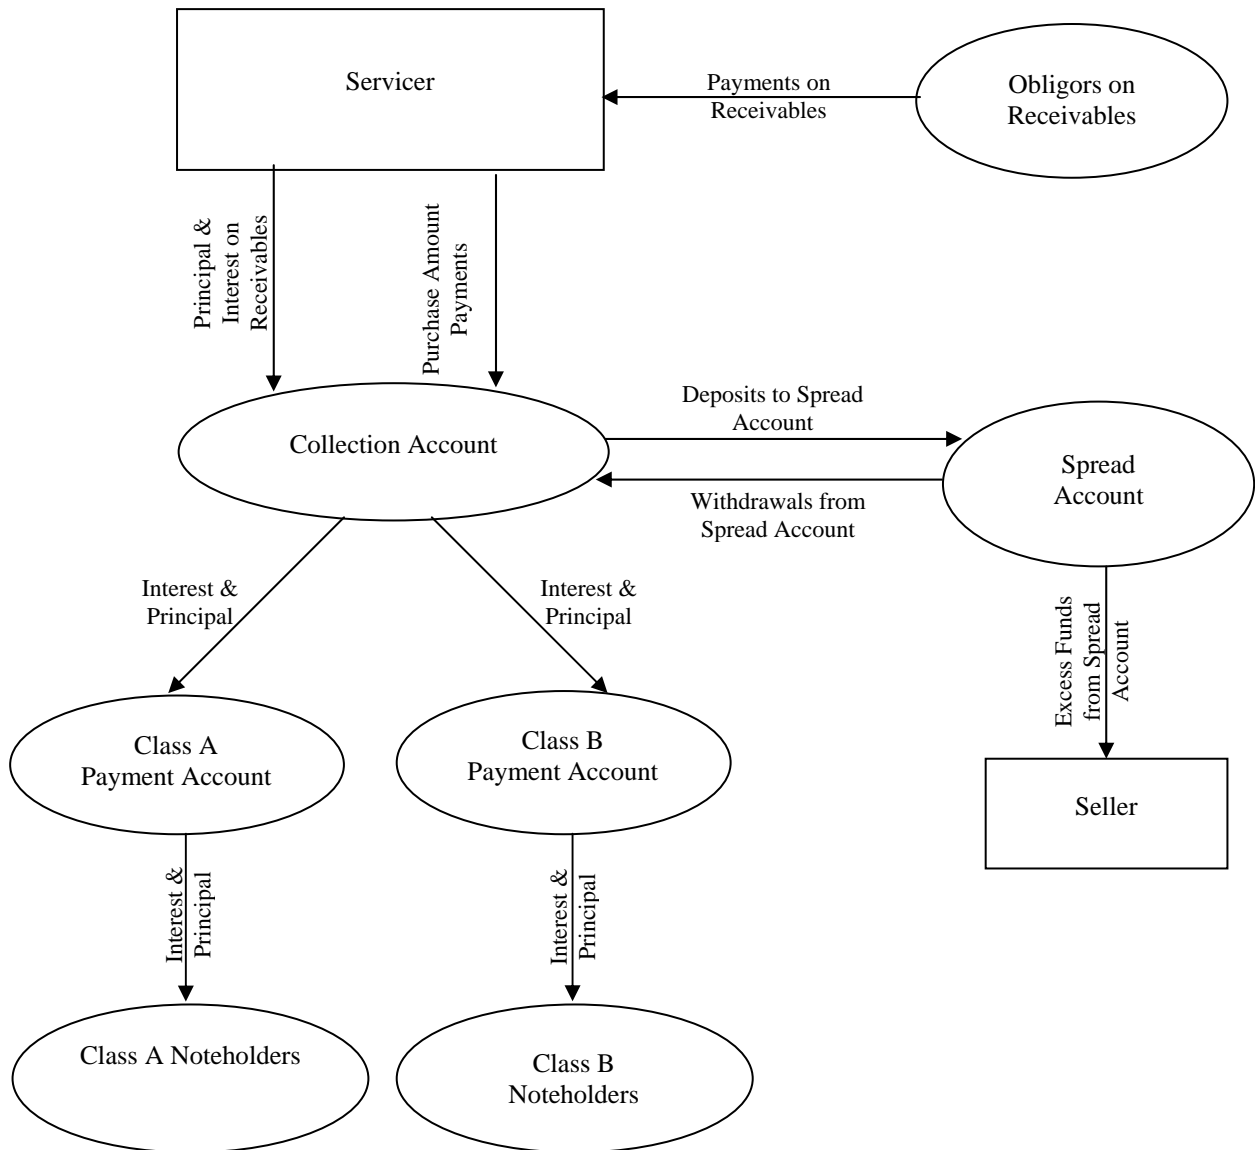 Servicer
Payments on
Receivables
Obligors on
Receivables
Principal &
Interest on
Receivables
Purchase Amount
Payments
Collection Account
Deposits to Spread
Account
Withdrawals from
Spread Account
Spread
Account
Interest &
Principal
Interest &
Principal
Excess Funds
from Spread
Account
Class A
Payment Account
Class B
Payment Account
Seller
Interest &
Principal
Interest &
Principal
Class A Noteholders
Class B
Noteholders